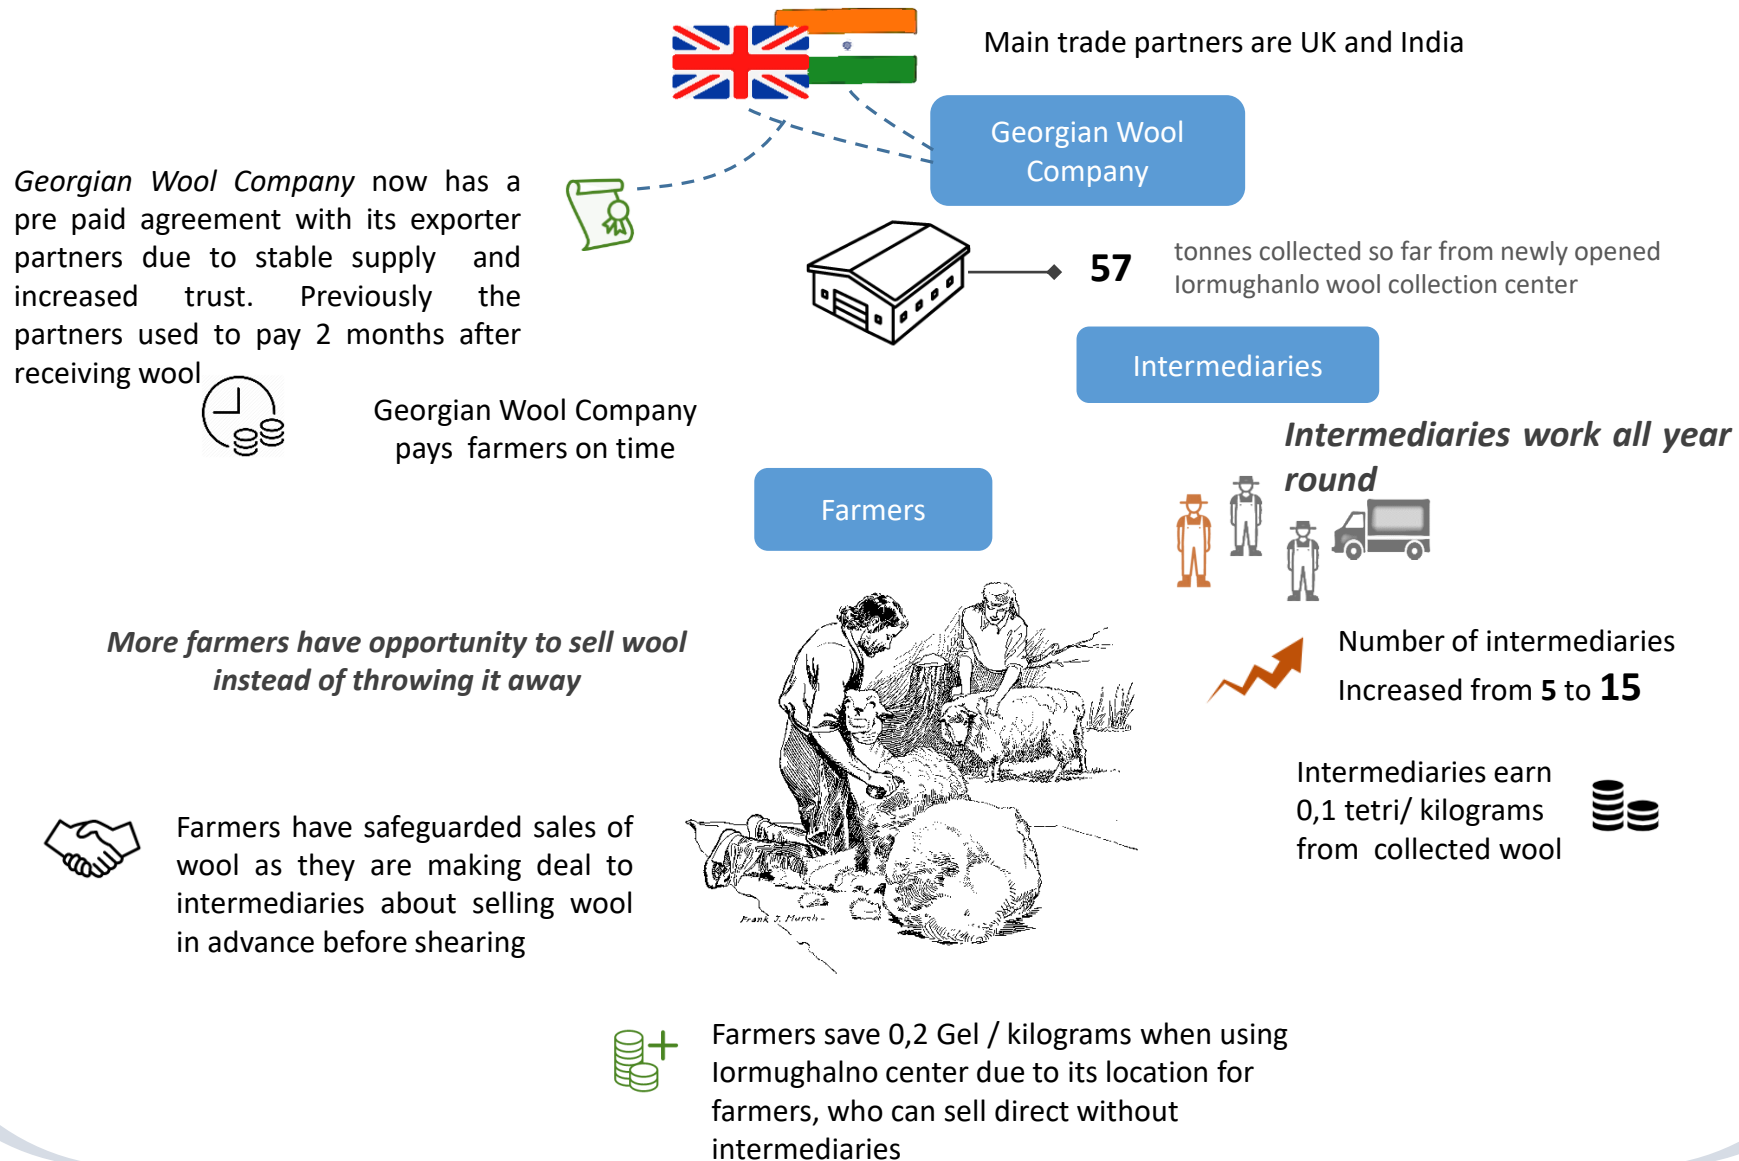 Main trade partners are UK and India
Georgian Wool
Company
Georgian Wool Company now has a
pre paid agreement with its exporter
partners due to stable supply and
increased trust. Previously the
partners used to pay 2 months after
receiving wool
57
tonnes collected so far from newly opened
Iormughanlo wool collection center
Intermediaries
Georgian Wool Company
pays farmers on time
Intermediaries work all year
round
Farmers
More farmers have opportunity to sell wool
instead of throwing it away
Number of intermediaries
Increased from 5 to 15
Intermediaries earn
0,1 tetri/ kilograms
from collected wool
Farmers have safeguarded sales of
wool as they are making deal to
intermediaries about selling wool
in advance before shearing
Frank J. Murch-
Farmers save 0,2 Gel / kilograms when using
Iormughalno center due to its location for
farmers, who can sell direct without
intermediaries